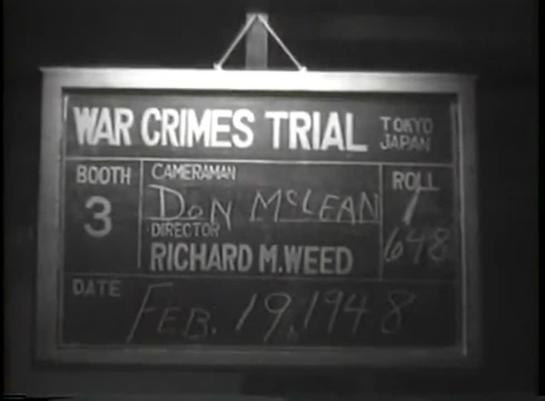 WAR CRIMES TRIAL
TOKYO
JAPAN
BOOTH
3
CAMERAMAN
DON MCLEAN
DIRECTOR
RICHARD M. WEED
ROLL
1
648
DATE
FEB. 19, 1948